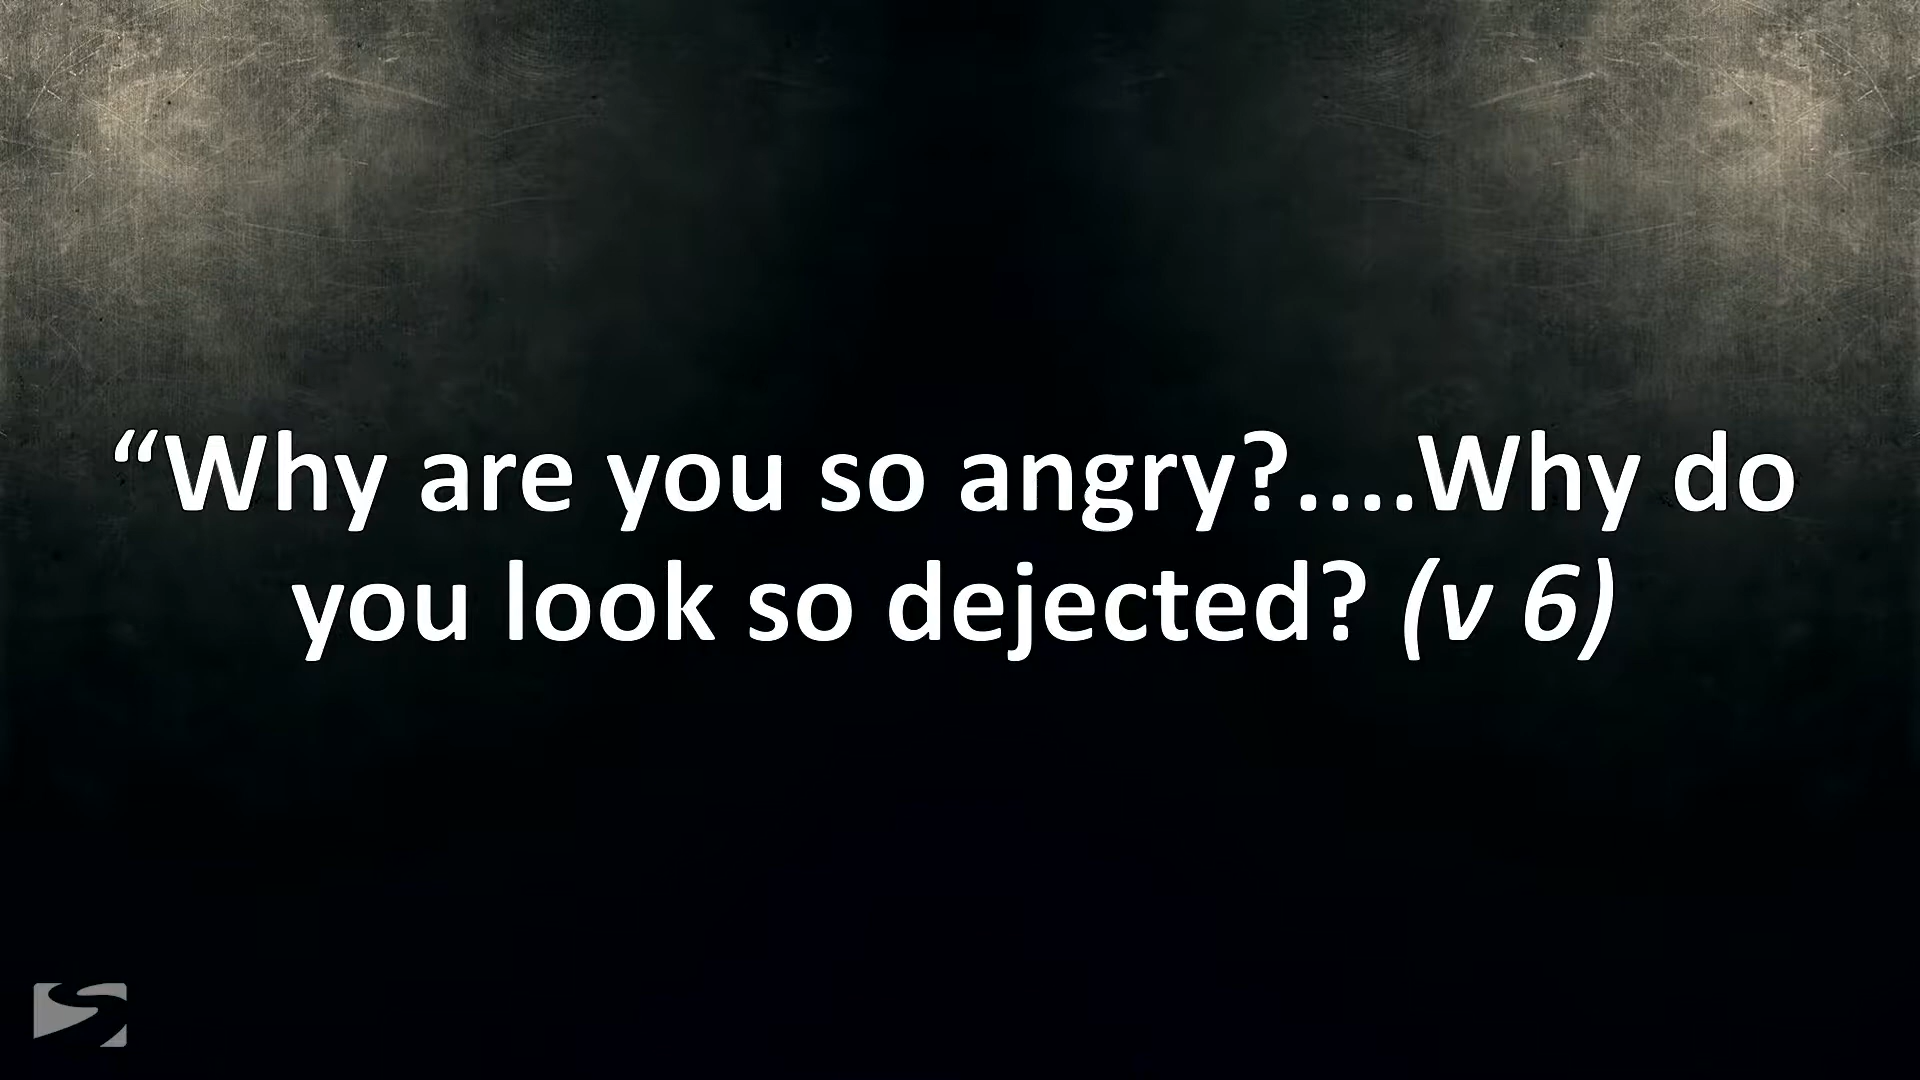 “Why are you so angry?....Why do
you look so dejected? (v 6)